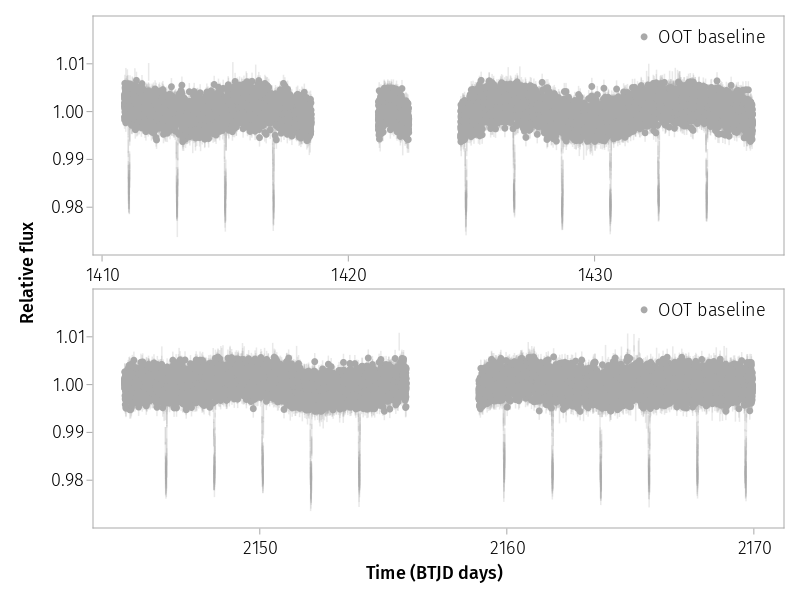 OOT baseline
1.01
1.00
0.99
0.98
1410 1420 1430
Relative flux
OOT baseline
1.01
1.00
0.99
0.98
2150 2160 2170
Time (BTJD days)